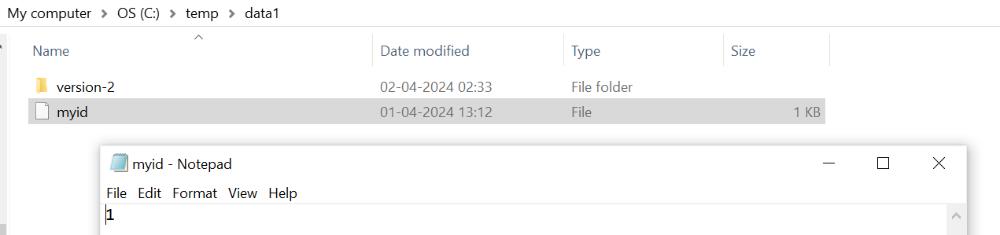 My computer > OS (C:) > temp > data1
Name Date modified Type Size
version-2 02-04-2024 02:33 File folder
myid 01-04-2024 13:12 File 1 KB
myid - Notepad
File Edit Format View Help
1